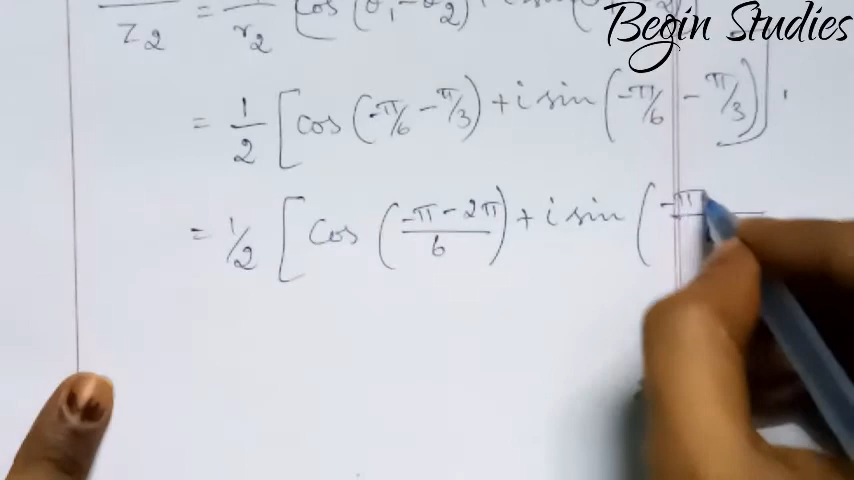 Begin Studies
/Z2 = /r2 [cos (θ1-θ2) + i sin (
= 1/2 [cos (-π/6 - π/3) + i sin (-π/6 - π/3)].
= 1/2 [cos (-π - 2π/6) + i sin (-π